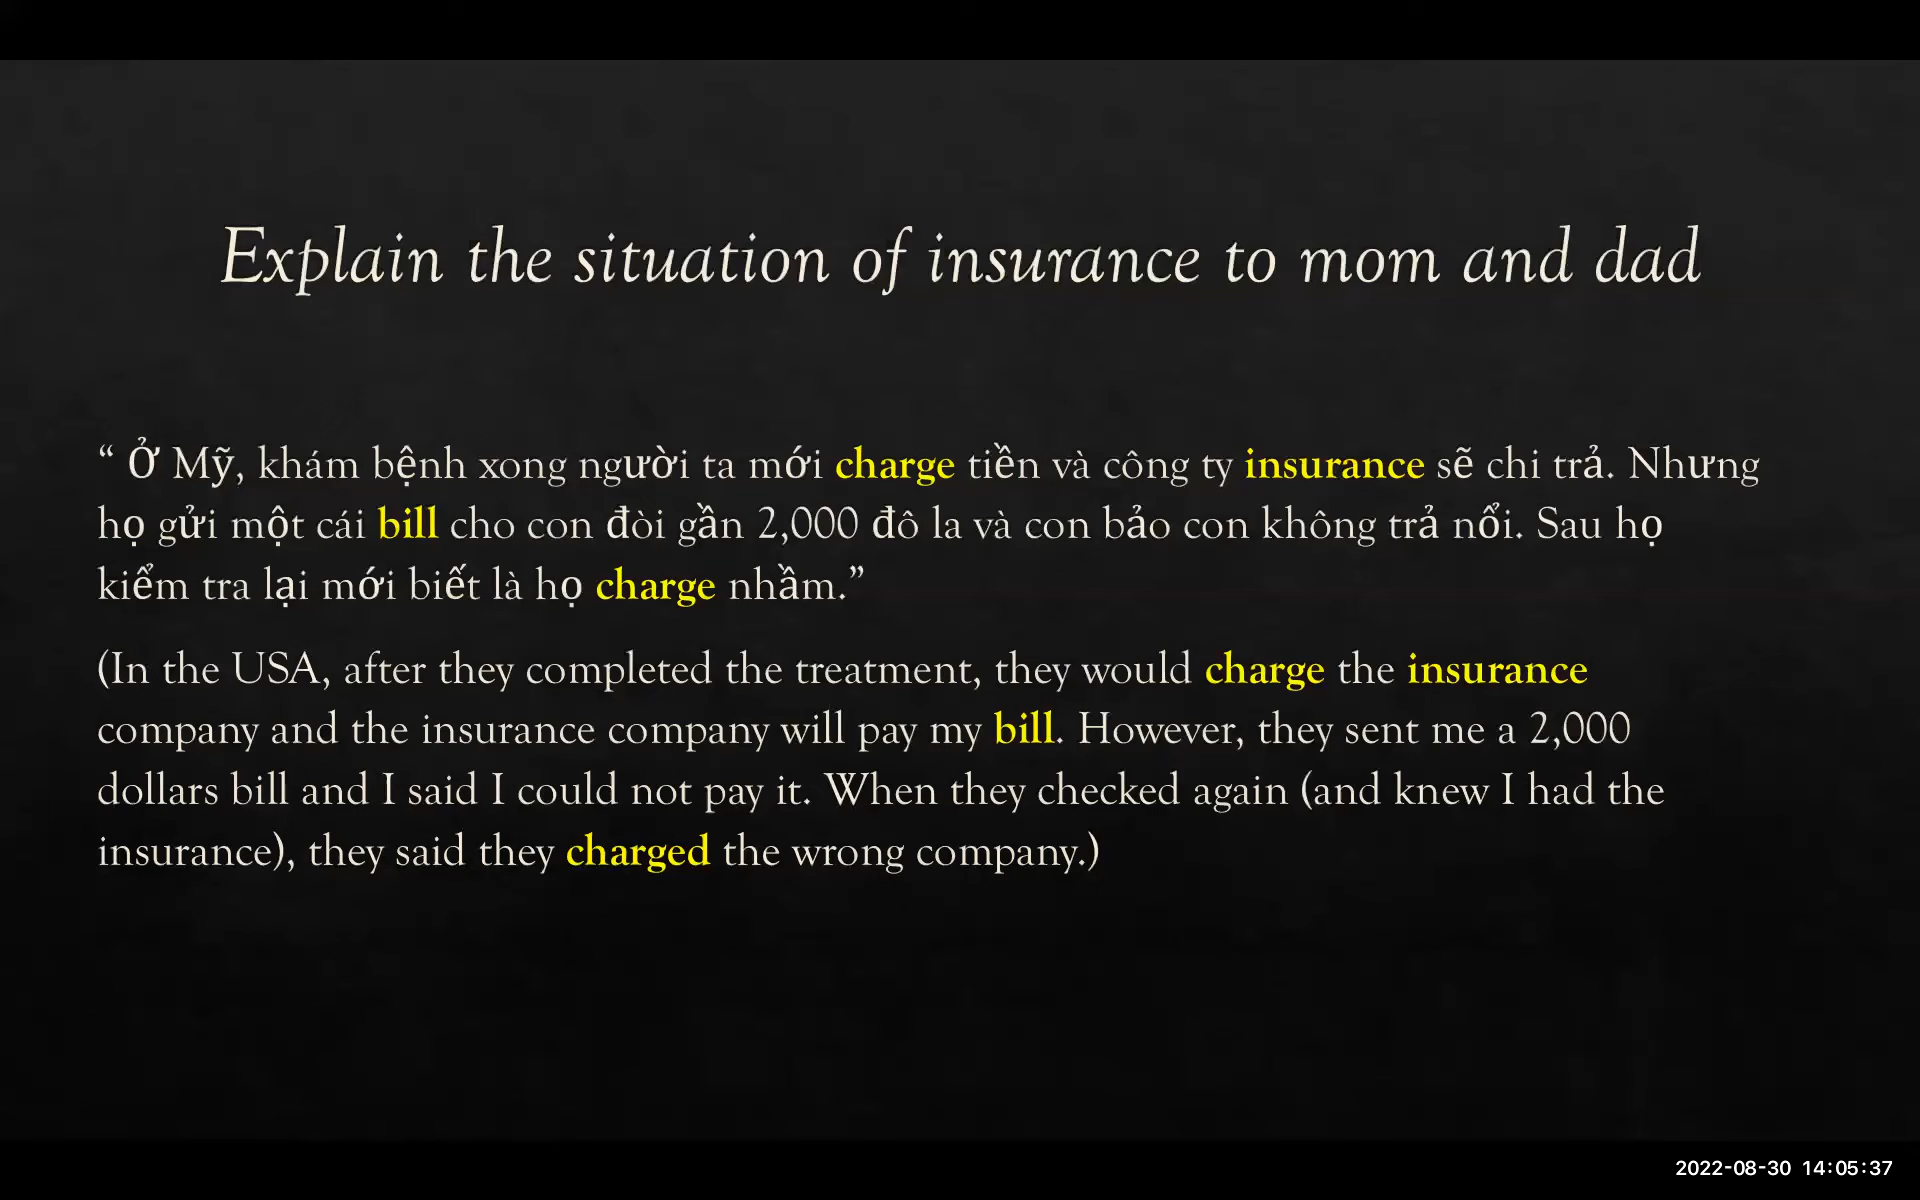 Explain the situation of insurance to mom and dad
“ Ở Mỹ, khám bệnh xong người ta mới charge tiền và công ty insurance sẽ chi trả. Nhưng
họ gửi một cái bill cho con đòi gần 2,000 đô la và con bảo con không trả nổi. Sau họ
kiểm tra lại mới biết là họ charge nhầm.”
(In the USA, after they completed the treatment, they would charge the insurance
company and the insurance company will pay my bill. However, they sent me a 2,000
dollars bill and I said I could not pay it. When they checked again (and knew I had the
insurance), they said they charged the wrong company.)
2022-08-30 14:05:37